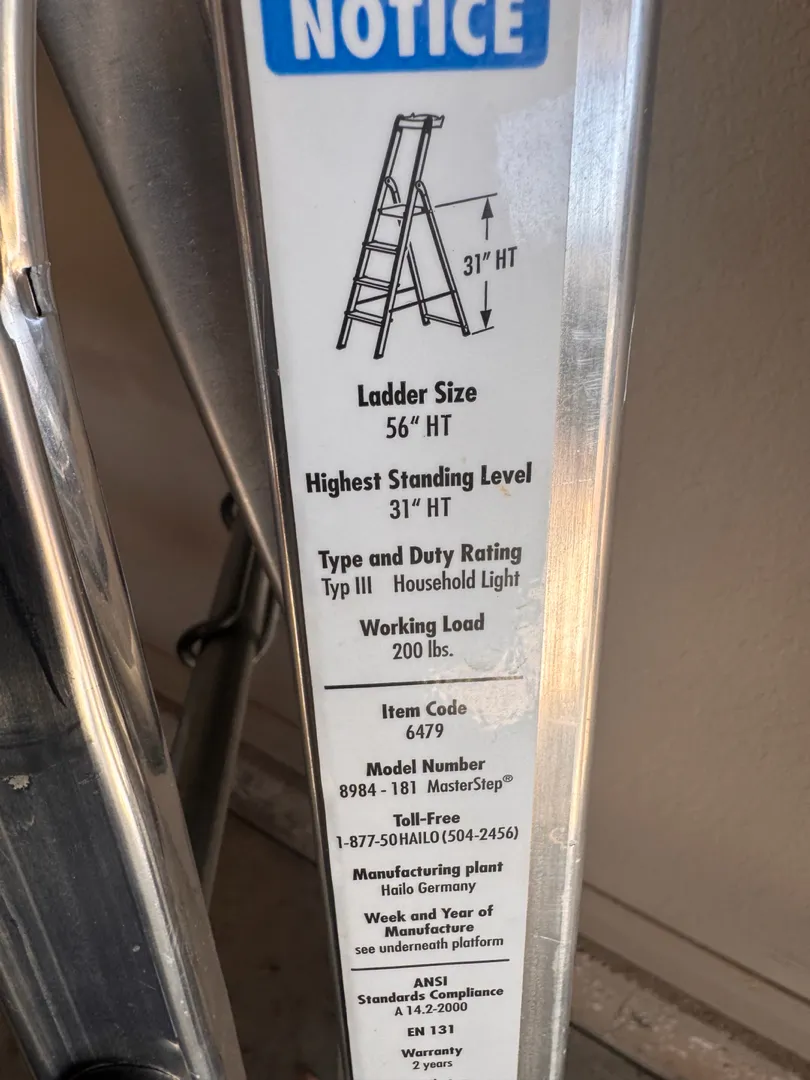 NOTICE
31" HT
Ladder Size
56“ HT
Highest Standing Level
31“ HT
Type and Duty Rating
Typ III Household Light
Working Load
200 lbs.
Item Code
6479
Model Number
8984 - 181 MasterStep®
Toll-Free
1-877-50HAILO (504-2456)
Manufacturing plant
Hailo Germany
Week and Year of
Manufacture
see underneath platform
ANSI
Standards Compliance
A 14.2-2000
EN 131
Warranty
2 years